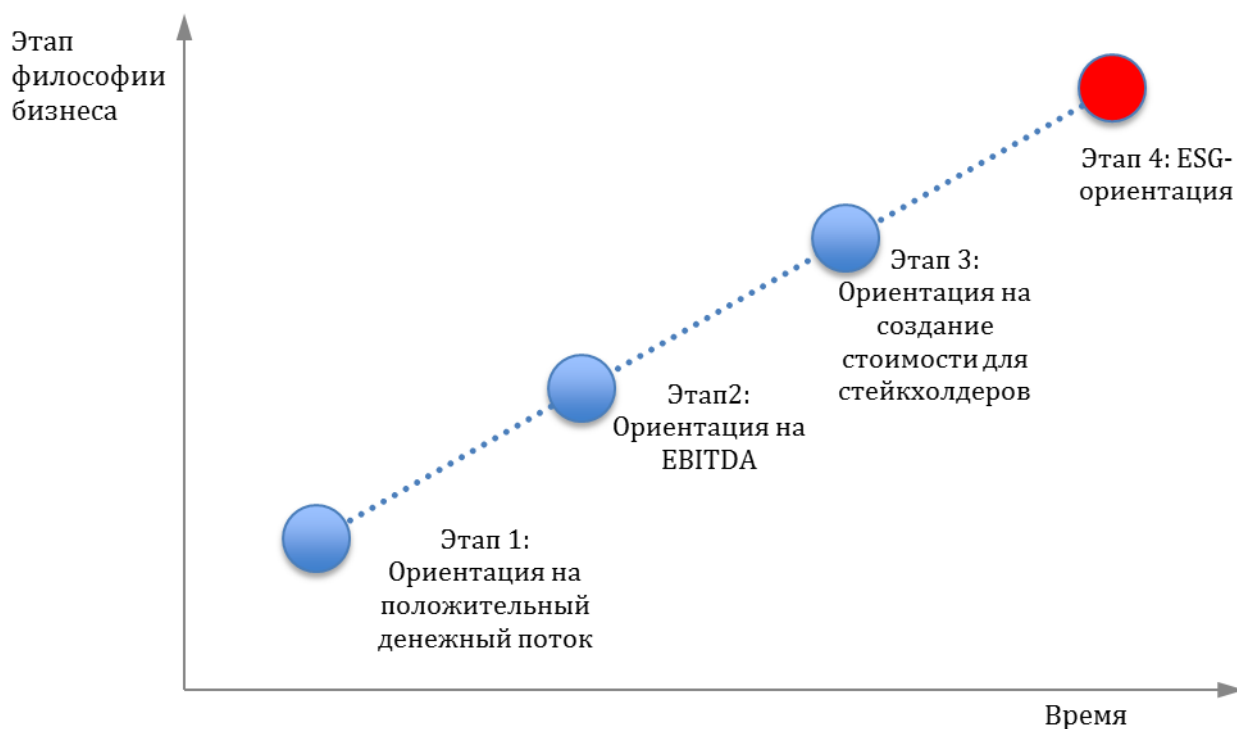 Этап
философии
бизнеса
Этап 4: ESG-
ориентация
Этап 3:
Ориентация на
создание
стоимости для
стейкхолдеров
Этап2:
Ориентация на
EBITDA
Этап 1:
Ориентация на
положительный
денежный поток
Время